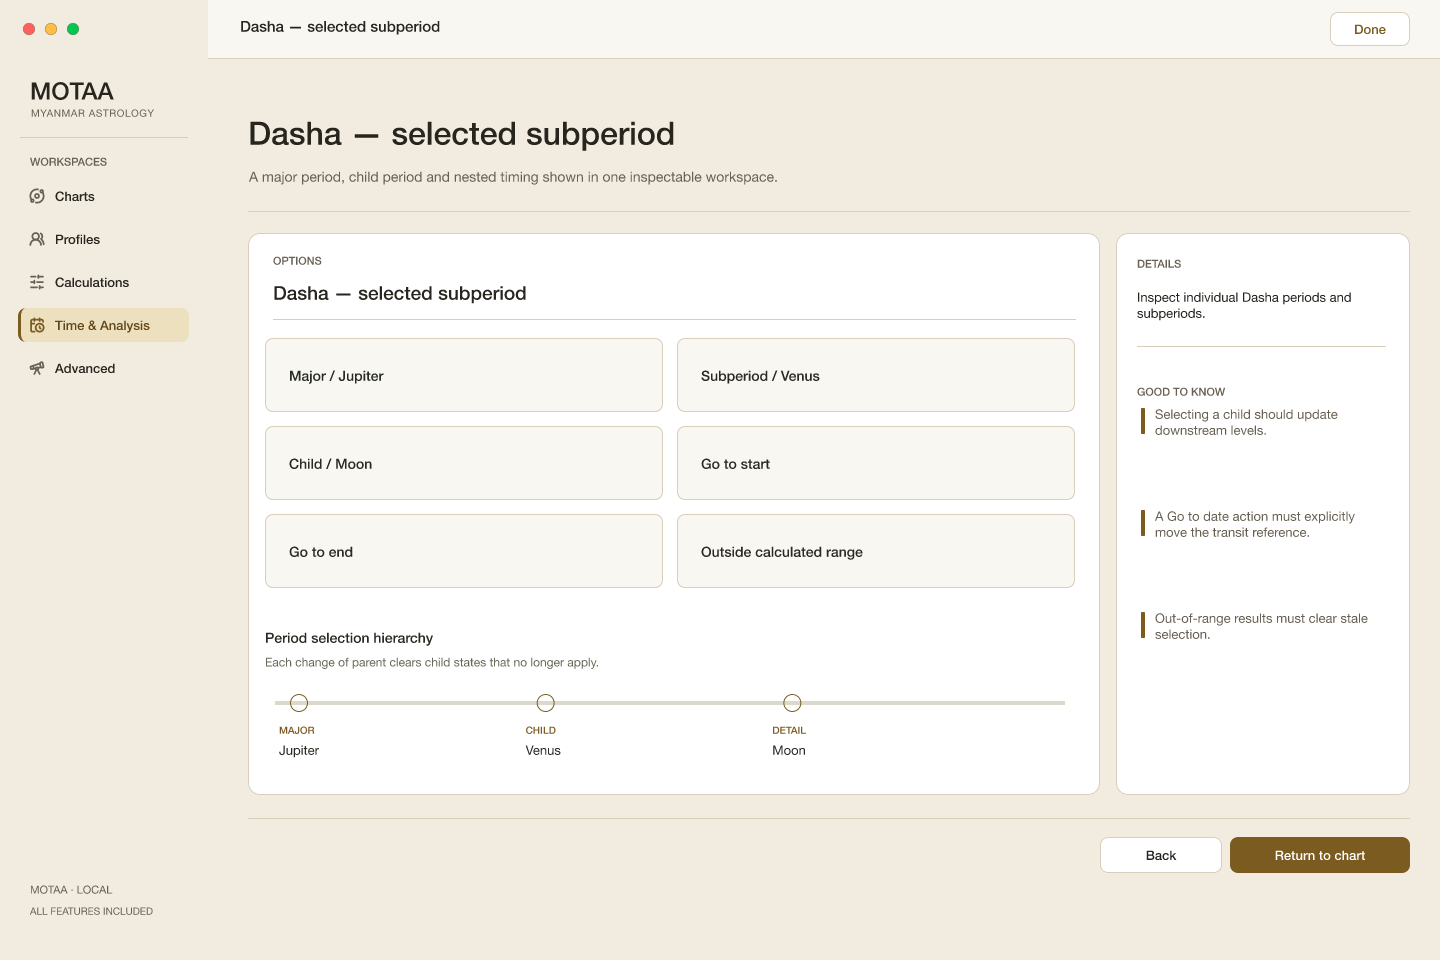 Dasha — selected subperiod
Done
MOTAA
MYANMAR ASTROLOGY
WORKSPACES
Charts
Profiles
Calculations
Time & Analysis
Advanced
MOTAA · LOCAL
ALL FEATURES INCLUDED
Dasha — selected subperiod
A major period, child period and nested timing shown in one inspectable workspace.
OPTIONS
Dasha — selected subperiod
Major / Jupiter
Subperiod / Venus
Child / Moon
Go to start
Go to end
Outside calculated range
Period selection hierarchy
Each change of parent clears child states that no longer apply.
MAJOR
Jupiter
CHILD
Venus
DETAIL
Moon
DETAILS
Inspect individual Dasha periods and
subperiods.
GOOD TO KNOW
Selecting a child should update
downstream levels.
A Go to date action must explicitly
move the transit reference.
Out-of-range results must clear stale
selection.
Back
Return to chart